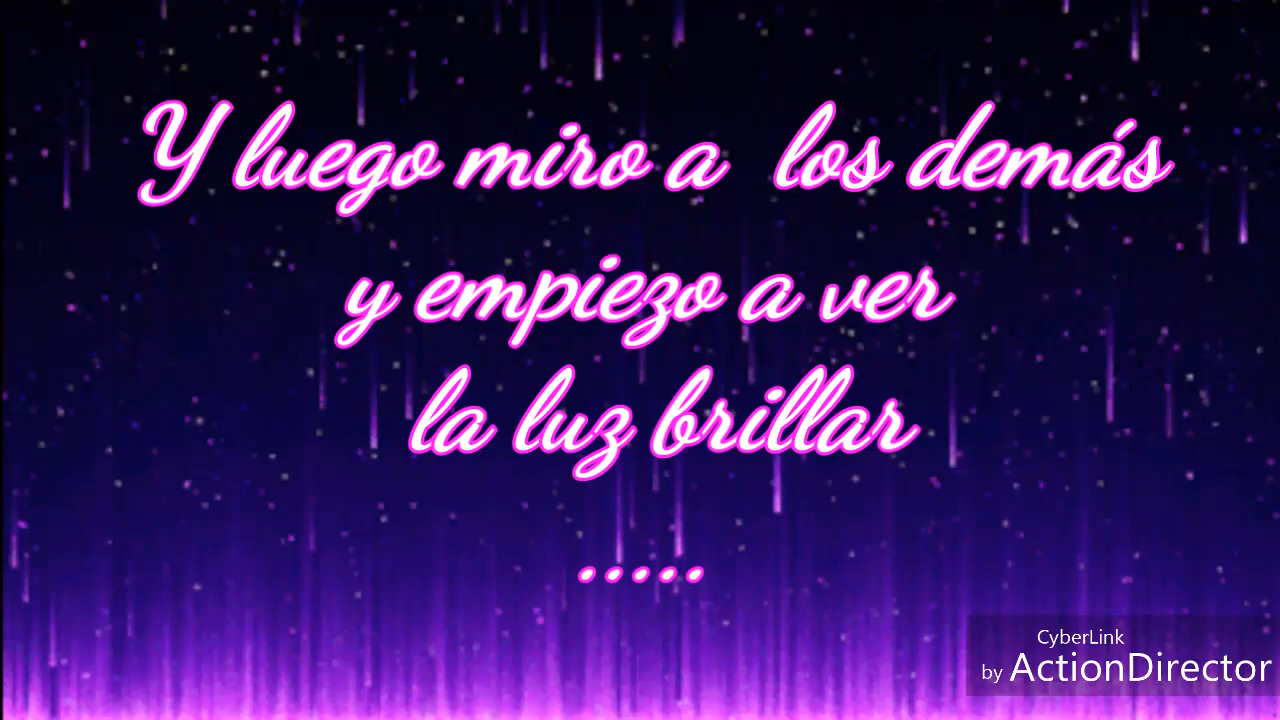 Y luego miro a los demás
y empiezo a ver
la luz brillar
.....
CyberLink
by ActionDirector